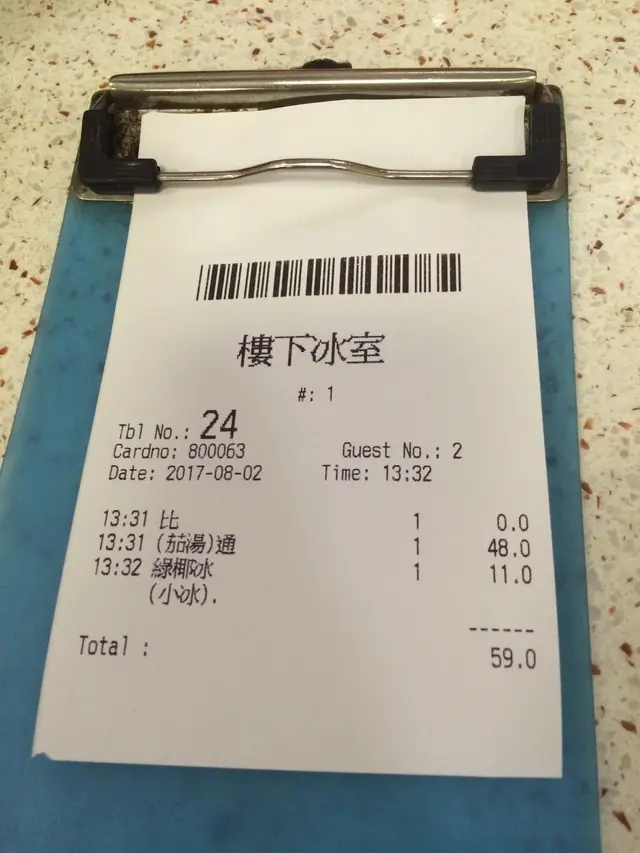 樓下冰室
#: 1
Tbl No.: 24
Cardno: 800063 Guest No.: 2
Date: 2017-08-02 Time: 13:32
13:31 比 1 0.0
13:31 (茄湯)通 1 48.0
13:32 綠椰冰 1 11.0
(小冰).
------
Total : 59.0